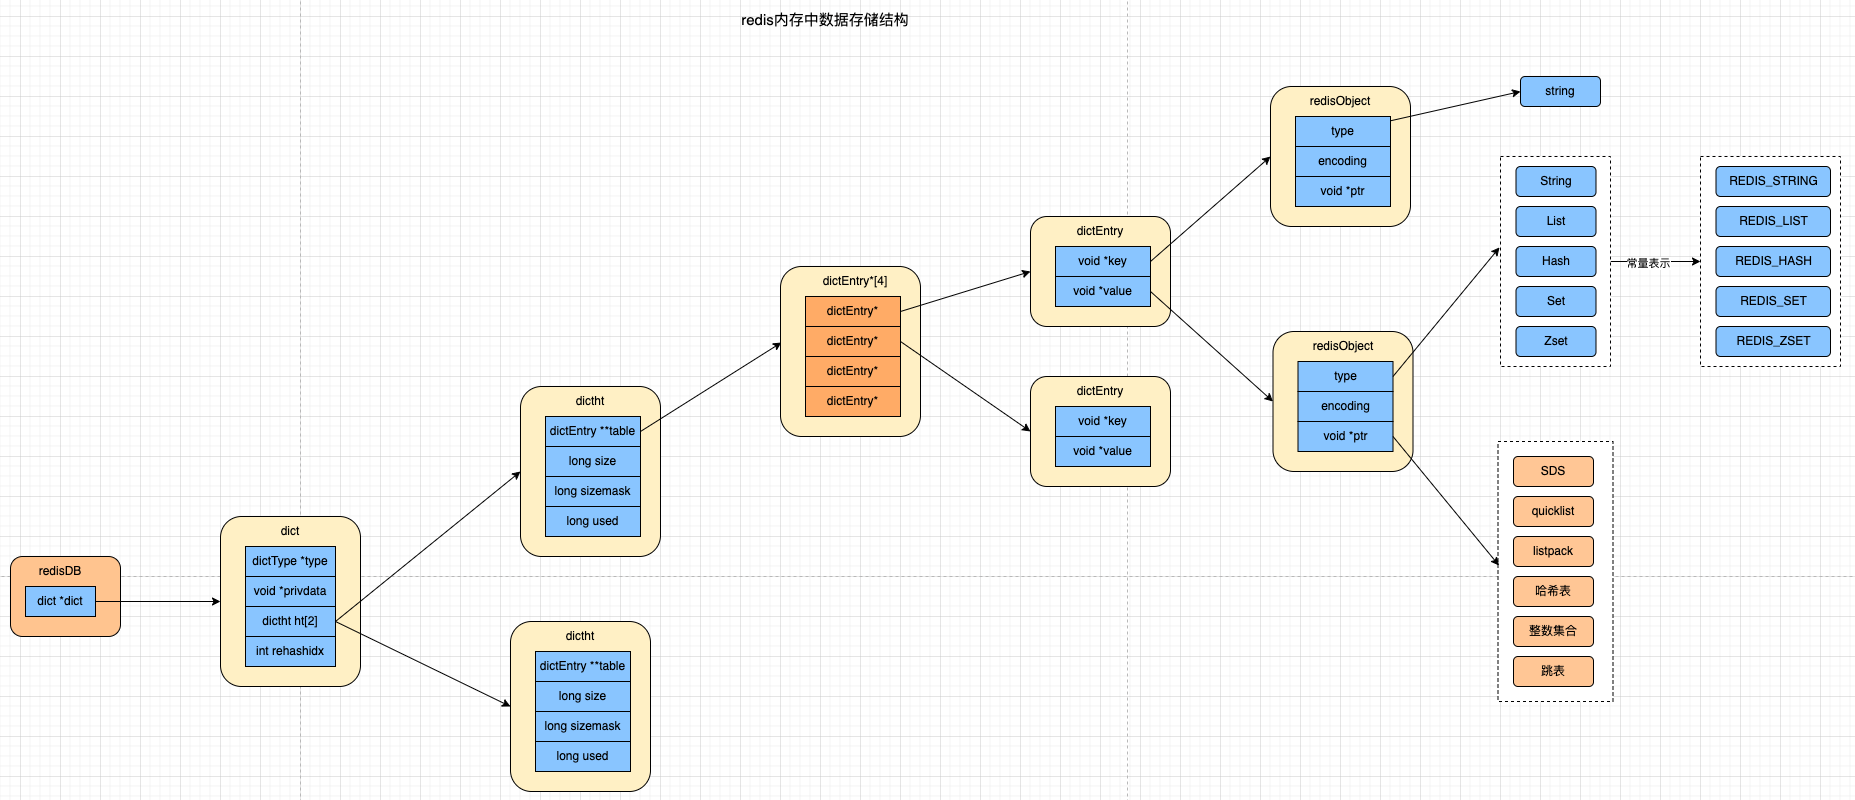 redis内存中数据存储结构
redisDB
dict *dict
dict
dictType *type
void *privdata
dictht ht[2]
int rehashidx
dictht
dictEntry **table
long size
long sizemask
long used
dictht
dictEntry **table
long size
long sizemask
long used
dictEntry*[4]
dictEntry*
dictEntry*
dictEntry*
dictEntry*
dictEntry
void *key
void *value
dictEntry
void *key
void *value
redisObject
type
encoding
void *ptr
redisObject
type
encoding
void *ptr
string
String
List
Hash
Set
Zset
常量表示
REDIS_STRING
REDIS_LIST
REDIS_HASH
REDIS_SET
REDIS_ZSET
SDS
quicklist
listpack
哈希表
整数集合
跳表